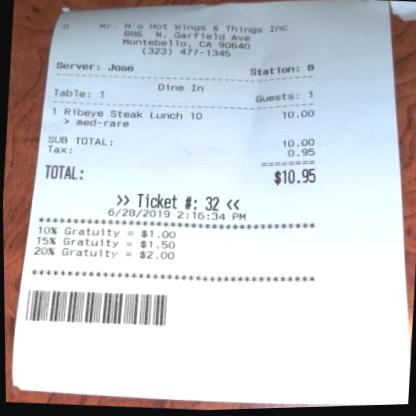 Mr. M's Hot Wings & Things Inc
886 N. Garfield Ave
Montebello, CA 90640
(323) 477-1345
Server: Jose Station: 8
Dine In
Table: 1 Guests: 1
1 Ribeye Steak Lunch 10 10.00
> med-rare
SUB TOTAL: 10.00
Tax: 0.95
========
TOTAL: $10.95
>> Ticket #: 32 <<
6/28/2019 2:16:34 PM
****************************************
10% Gratuity = $1.00
15% Gratuity = $1.50
20% Gratuity = $2.00
****************************************